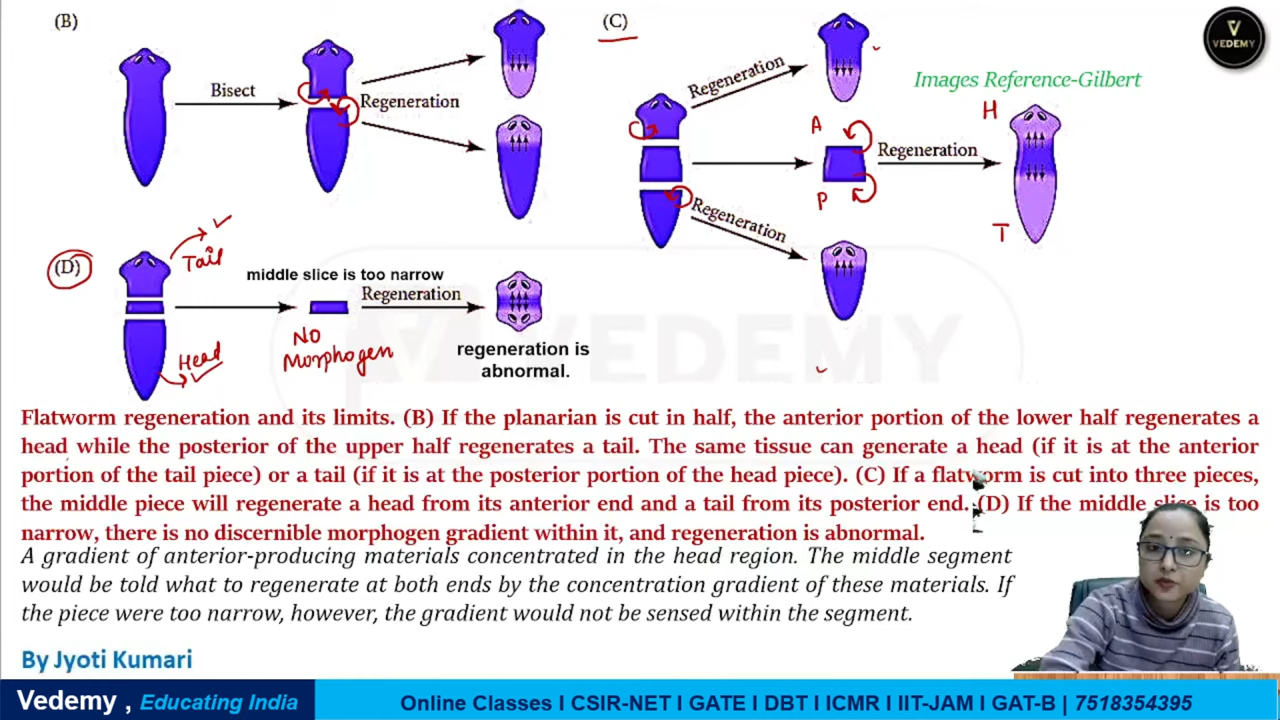 (B)
Bisect
Regeneration
(C)
Regeneration
A
P
Regeneration
H
T
Regeneration
Images Reference-Gilbert
VEDEMY
(D)
Tail
Head
middle slice is too narrow
Regeneration
NO
Morphogen
regeneration is
abnormal.
VEDEMY
Flatworm regeneration and its limits. (B) If the planarian is cut in half, the anterior portion of the lower half regenerates a
head while the posterior of the upper half regenerates a tail. The same tissue can generate a head (if it is at the anterior
portion of the tail piece) or a tail (if it is at the posterior portion of the head piece). (C) If a flatworm is cut into three pieces,
the middle piece will regenerate a head from its anterior end and a tail from its posterior end. (D) If the middle slice is too
narrow, there is no discernible morphogen gradient within it, and regeneration is abnormal.
A gradient of anterior-producing materials concentrated in the head region. The middle segment
would be told what to regenerate at both ends by the concentration gradient of these materials. If
the piece were too narrow, however, the gradient would not be sensed within the segment.
By Jyoti Kumari
Vedemy , Educating India
Online Classes I CSIR-NET I GATE I DBT I ICMR I IIT-JAM I GAT-B | 7518354395